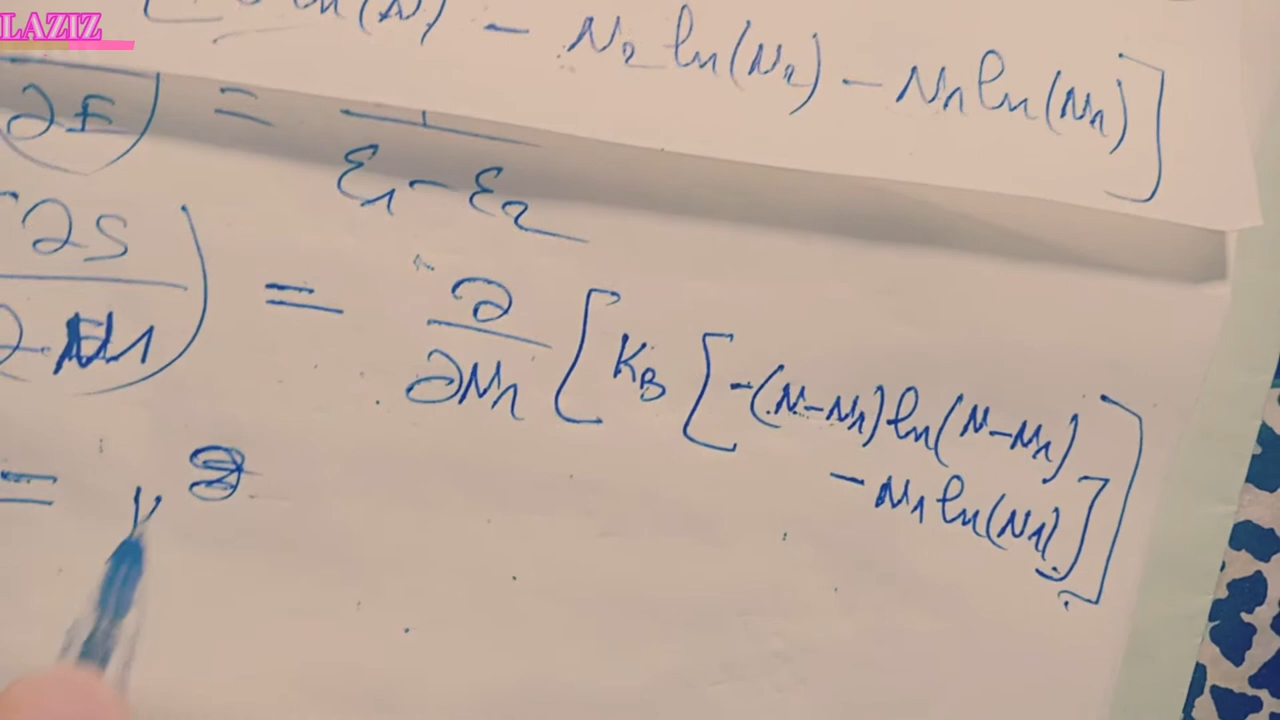 LAZIZ
ln(N) - N₂ ln(N₂) - N₁ ln(N₁)]
∂E) = 1/(ε₁ - ε₂)
∂S/∂N₁) = ∂/∂N₁ [K_B [-(N-N₁) ln(N-N₁)
- N₁ ln(N₁)]]
=